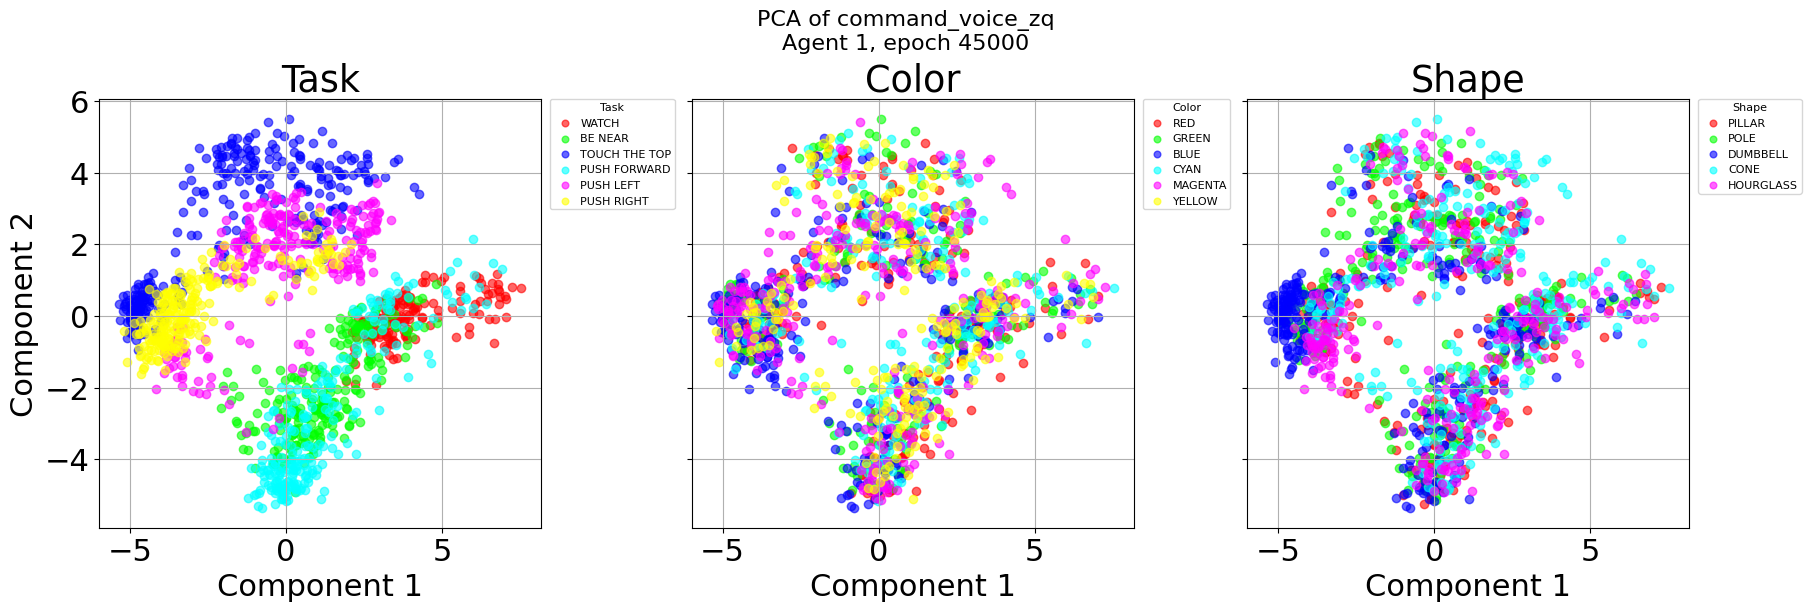 PCA of command_voice_zq
Agent 1, epoch 45000
Task
Color
Shape
Component 2
6
4
2
0
−2
−4
−5 0 5
−5 0 5
−5 0 5
Component 1
Component 1
Component 1
Task
WATCH
BE NEAR
TOUCH THE TOP
PUSH FORWARD
PUSH LEFT
PUSH RIGHT
Color
RED
GREEN
BLUE
CYAN
MAGENTA
YELLOW
Shape
PILLAR
POLE
DUMBBELL
CONE
HOURGLASS